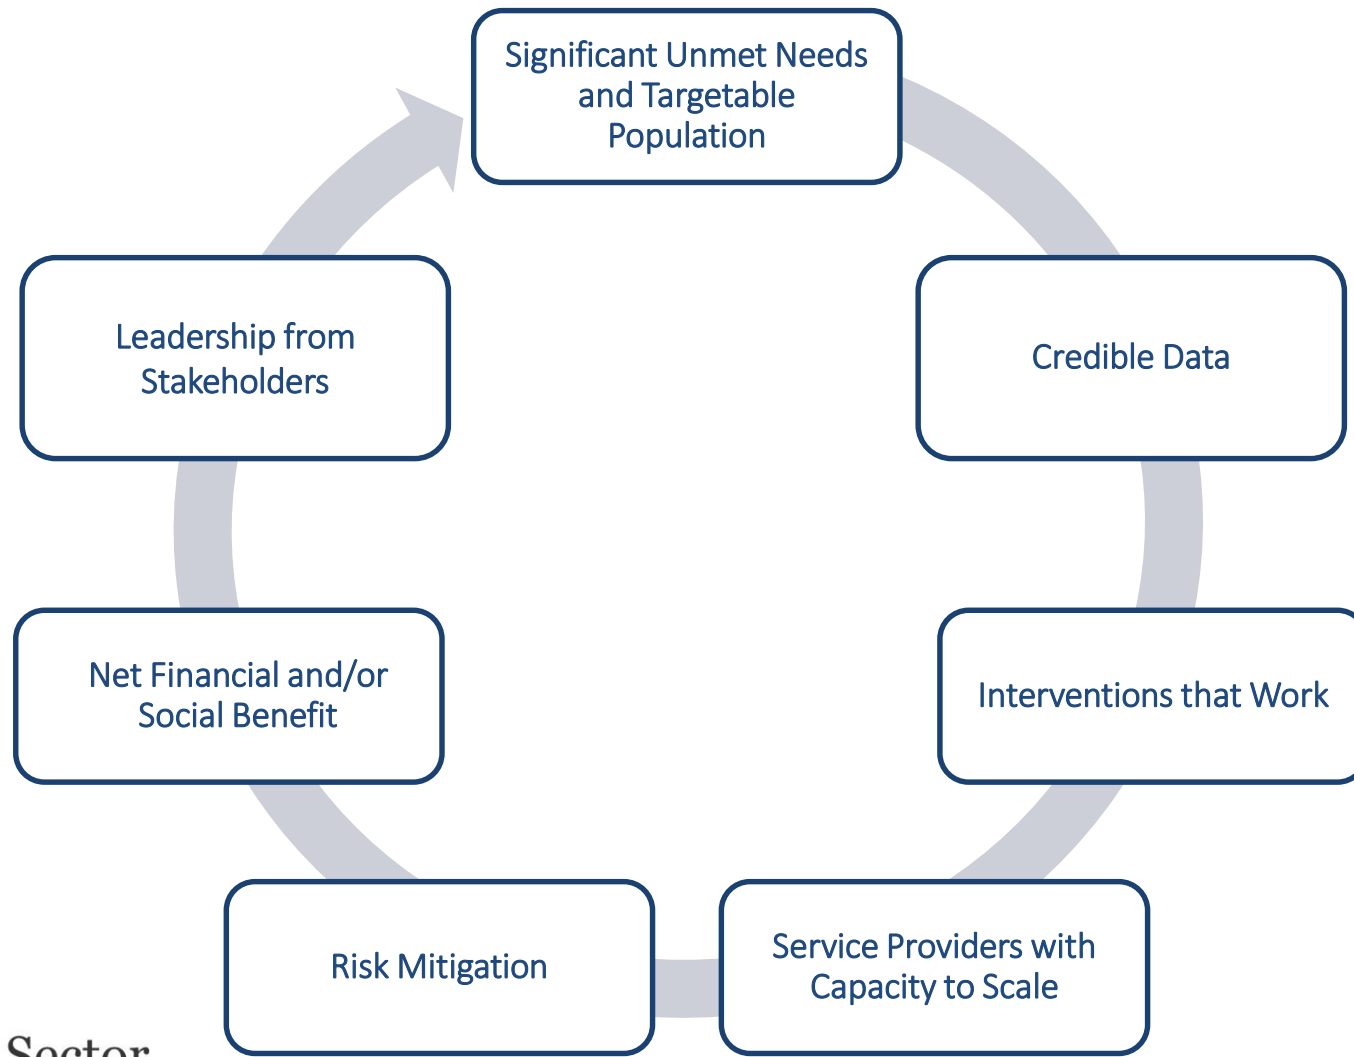 Significant Unmet Needs
and Targetable
Population
Credible Data
Interventions that Work
Service Providers with
Capacity to Scale
Risk Mitigation
Net Financial and/or
Social Benefit
Leadership from
Stakeholders
Sector